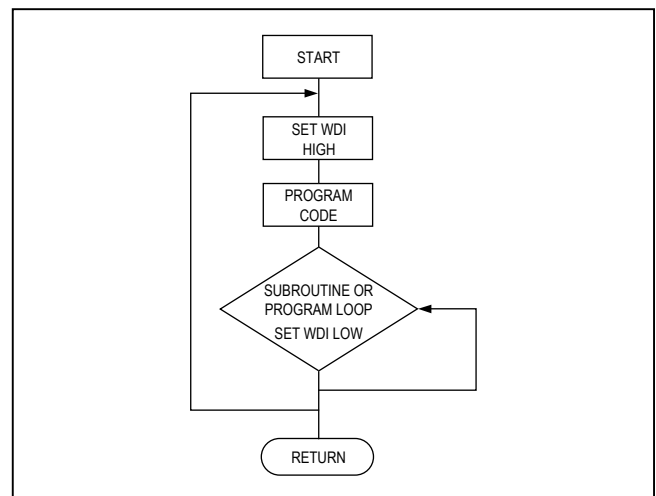 START
SET WDI
HIGH
PROGRAM
CODE
SUBROUTINE OR
PROGRAM LOOP
SET WDI LOW
RETURN